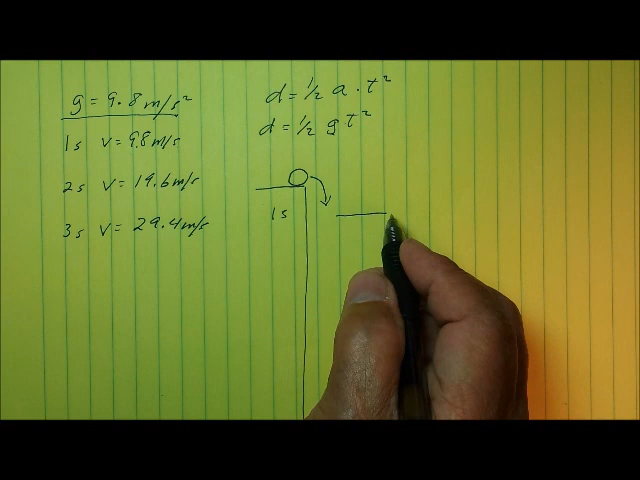 g = 9.8 m/s²
1s v = 9.8 m/s
2s v = 19.6 m/s
3s v = 29.4 m/s
d = ½ a · t²
d = ½ g t²
1s